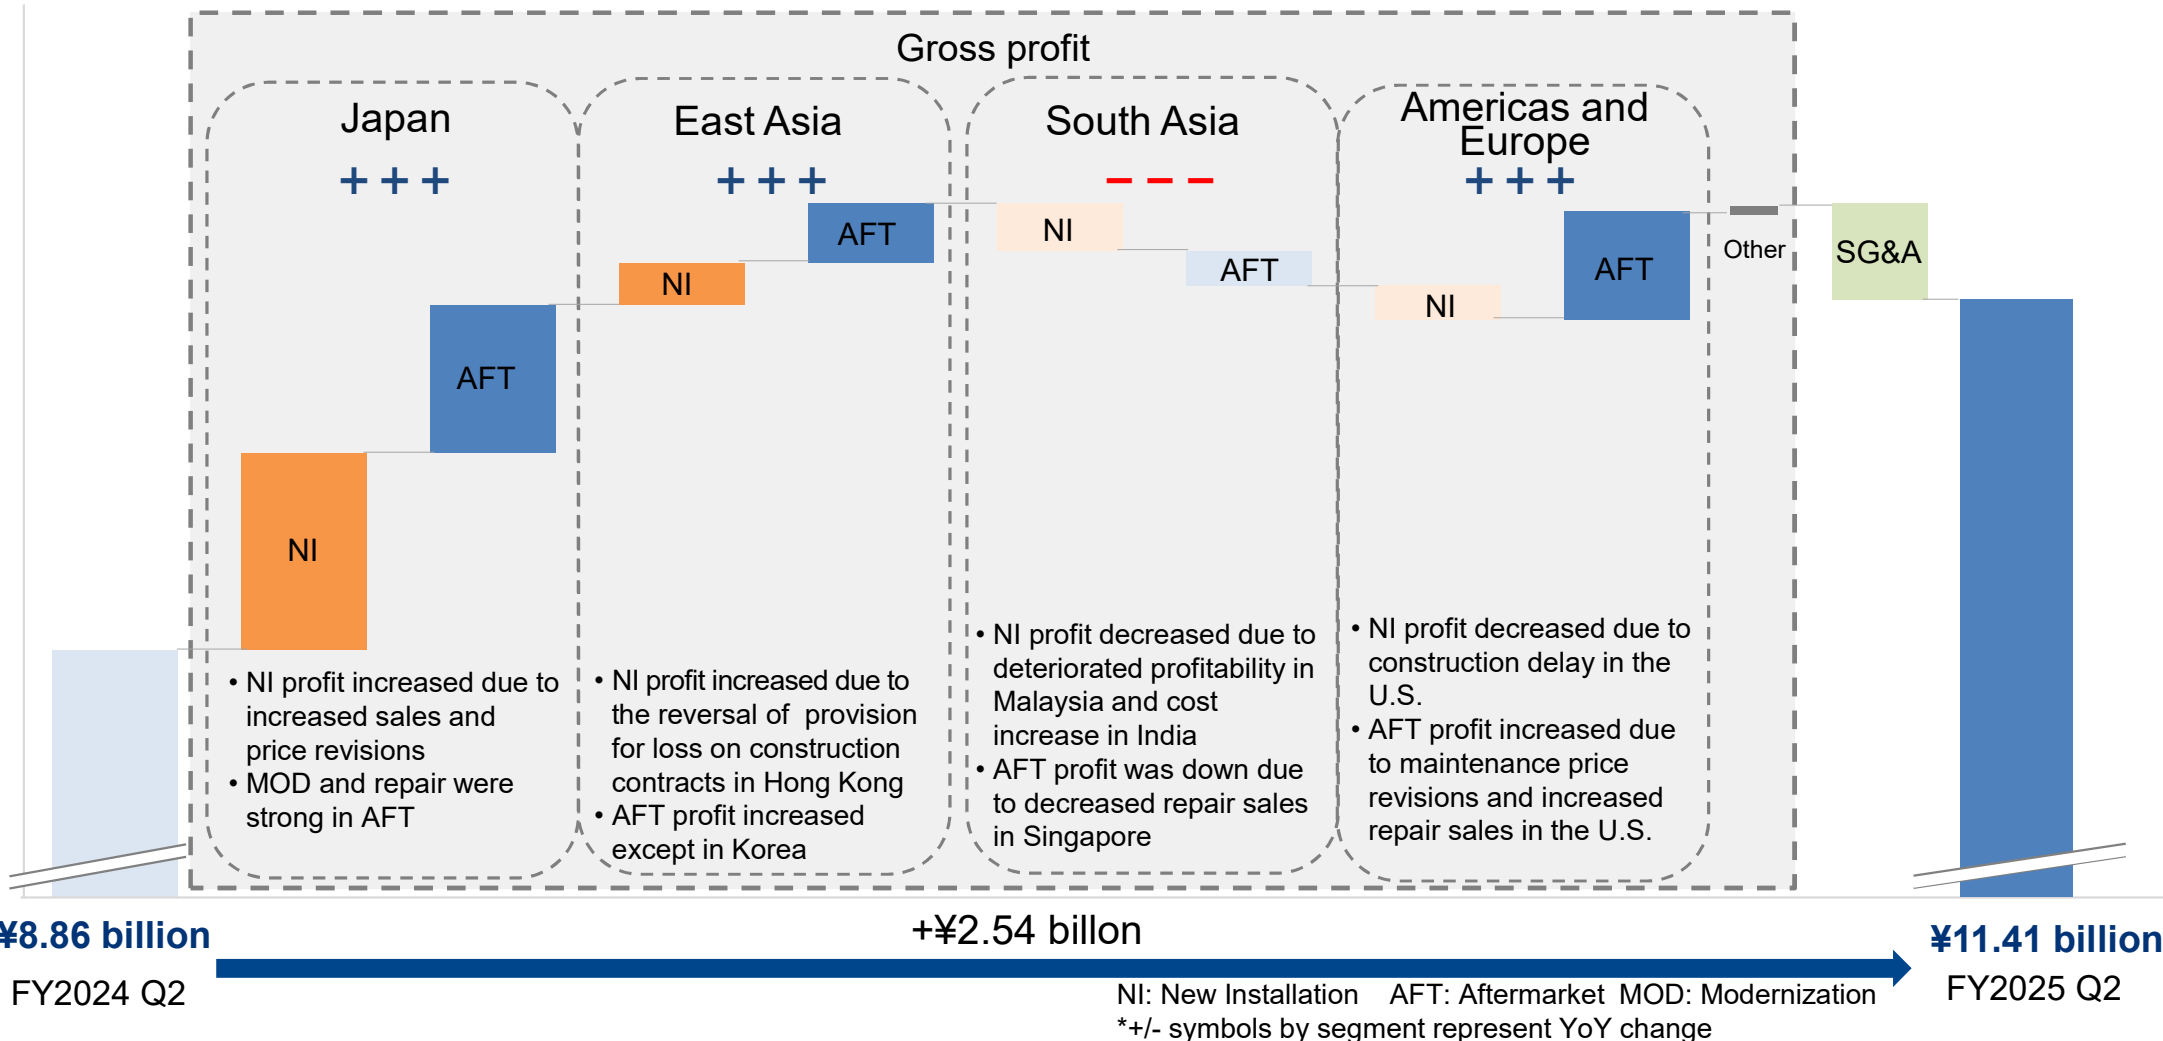 Gross profit
Japan
+ + +
NI
AFT
• NI profit increased due to
increased sales and
price revisions
• MOD and repair were
strong in AFT
East Asia
+ + +
NI
AFT
• NI profit increased due to
the reversal of provision
for loss on construction
contracts in Hong Kong
• AFT profit increased
except in Korea
South Asia
– – –
NI
AFT
• NI profit decreased due to
deteriorated profitability in
Malaysia and cost
increase in India
• AFT profit was down due
to decreased repair sales
in Singapore
Americas and
Europe
+ + +
NI
AFT
• NI profit decreased due to
construction delay in the
U.S.
• AFT profit increased due
to maintenance price
revisions and increased
repair sales in the U.S.
Other
SG&A
¥8.86 billion
FY2024 Q2
+¥2.54 billon
¥11.41 billion
FY2025 Q2
NI: New Installation AFT: Aftermarket MOD: Modernization
*+/- symbols by segment represent YoY change